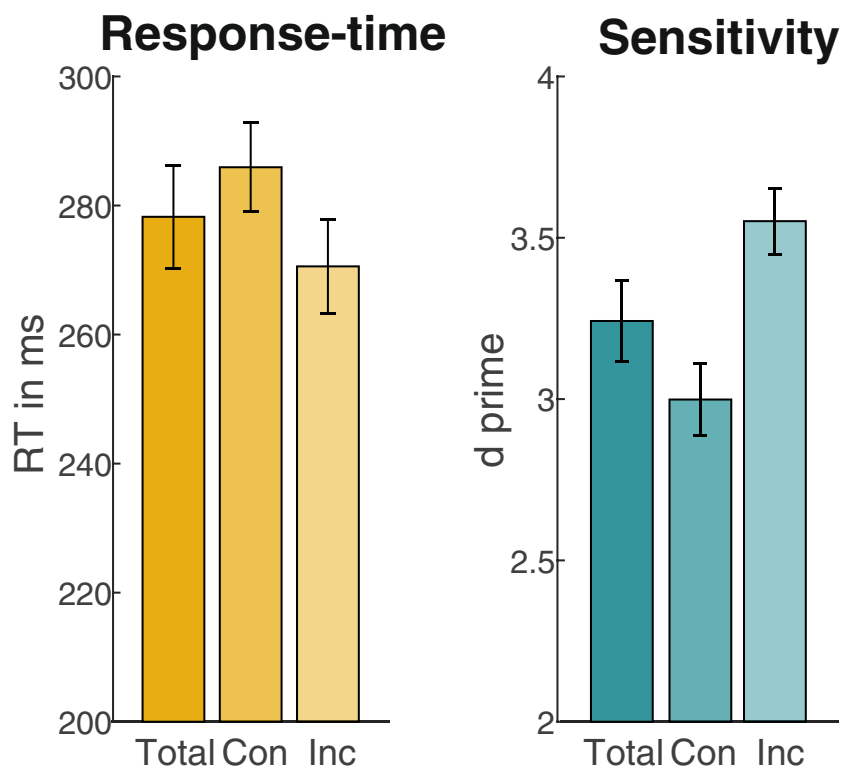 Response-time
300
280
260
240
220
200
RT in ms
Total Con Inc
Sensitivity
4
3.5
3
2.5
2
d prime
Total Con Inc